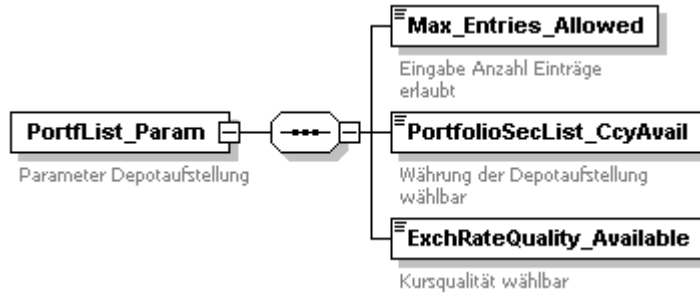 Max_Entries_Allowed
Eingabe Anzahl Einträge
erlaubt
PortfList_Param
Parameter Depotaufstellung
PortfolioSecList_CcyAvail
Währung der Depotaufstellung
wählbar
ExchRateQuality_Available
Kursqualität wählbar